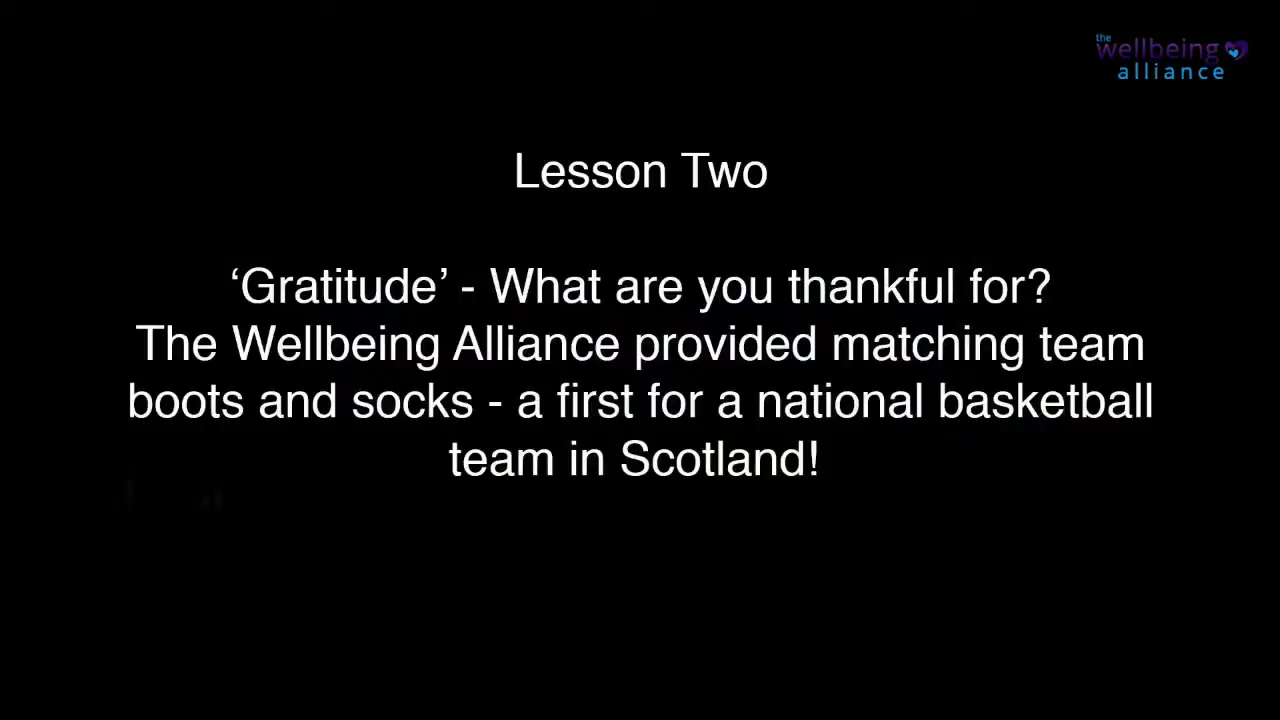 the
wellbeing
alliance
Lesson Two
‘Gratitude’ - What are you thankful for?
The Wellbeing Alliance provided matching team
boots and socks - a first for a national basketball
team in Scotland!